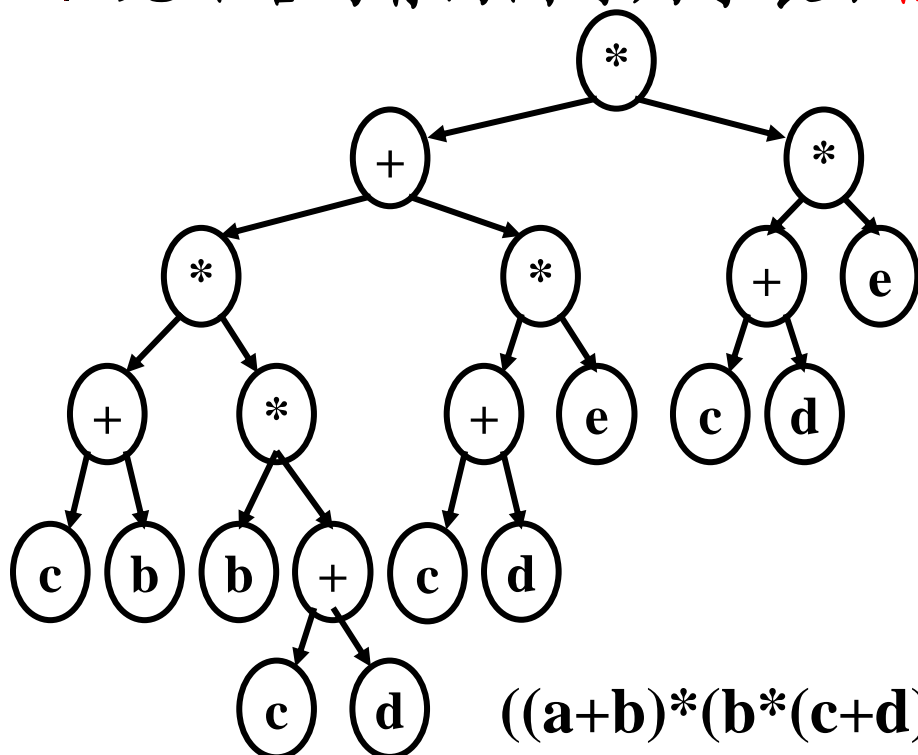 *
+ *
* * + e
+ * + e c d
c b b + c d
c d
((a+b)*(b*(c+d)